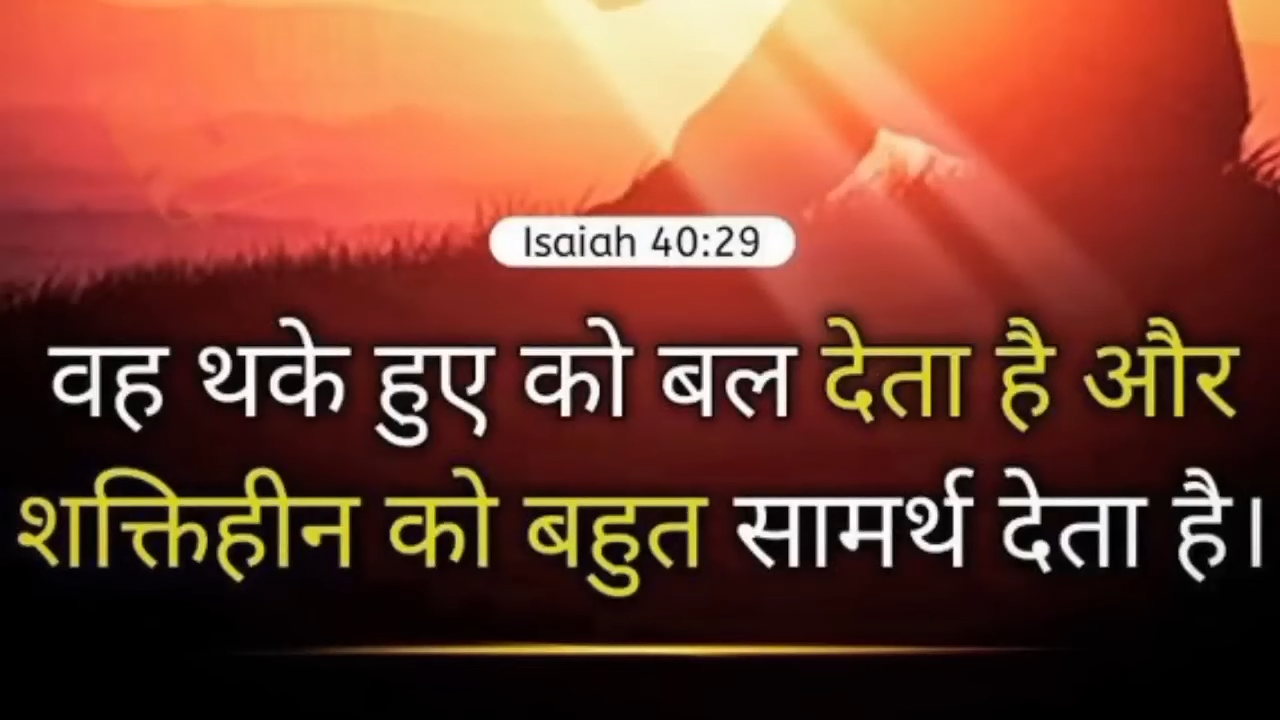 Isaiah 40:29
वह थके हुए को बल देता है और
शक्तिहीन को बहुत सामर्थ देता है।